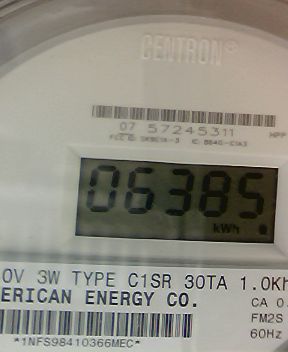 CENTRON®
07 57245311
06385
kWh
0V 3W TYPE C1SR 30TA 1.0Kh
ERICAN ENERGY CO.
CA 0.
FM2S
60Hz
*1NFS98410366MEC*